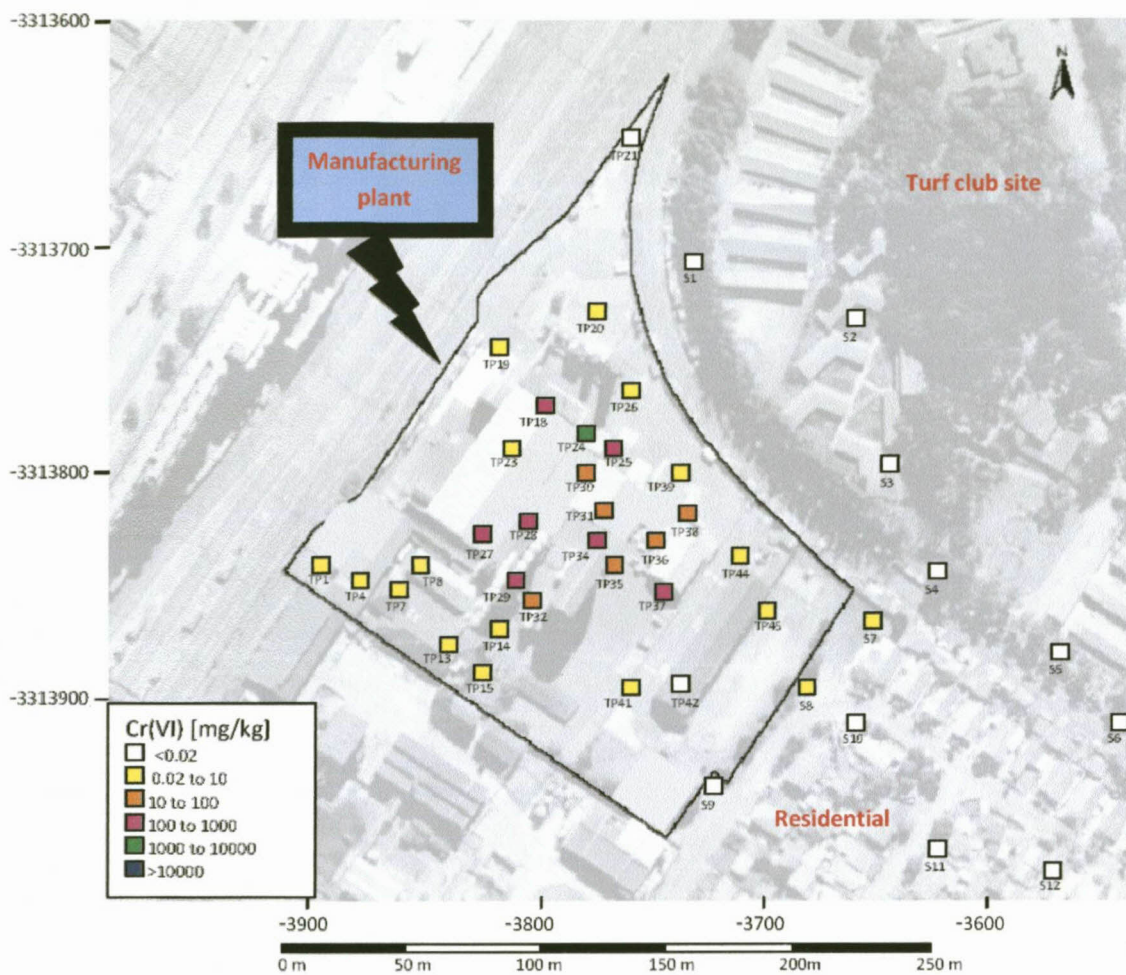 -3313600
N
TP21
Manufacturing
plant
Turf club site
-3313700
S1
S2
TP20
TP19
TP26
TP18
TP24
TP25
TP23
S3
-3313800
TP30
TP39
TP31
TP38
TP28
TP27
TP34
TP36
TP1
TP8
TP35
TP44
S4
TP4
TP7
TP29
TP37
TP32
TP45
S7
TP14
TP13
S5
TP15
TP41
TP42
S8
-3313900
S10
S6
Cr(VI) [mg/kg]
<0.02
0.02 to 10
10 to 100
100 to 1000
1000 to 10000
>10000
S9
Residential
S11
S12
-3900
-3800
-3700
-3600
0 m
50 m
100 m
150 m
200m
250 m